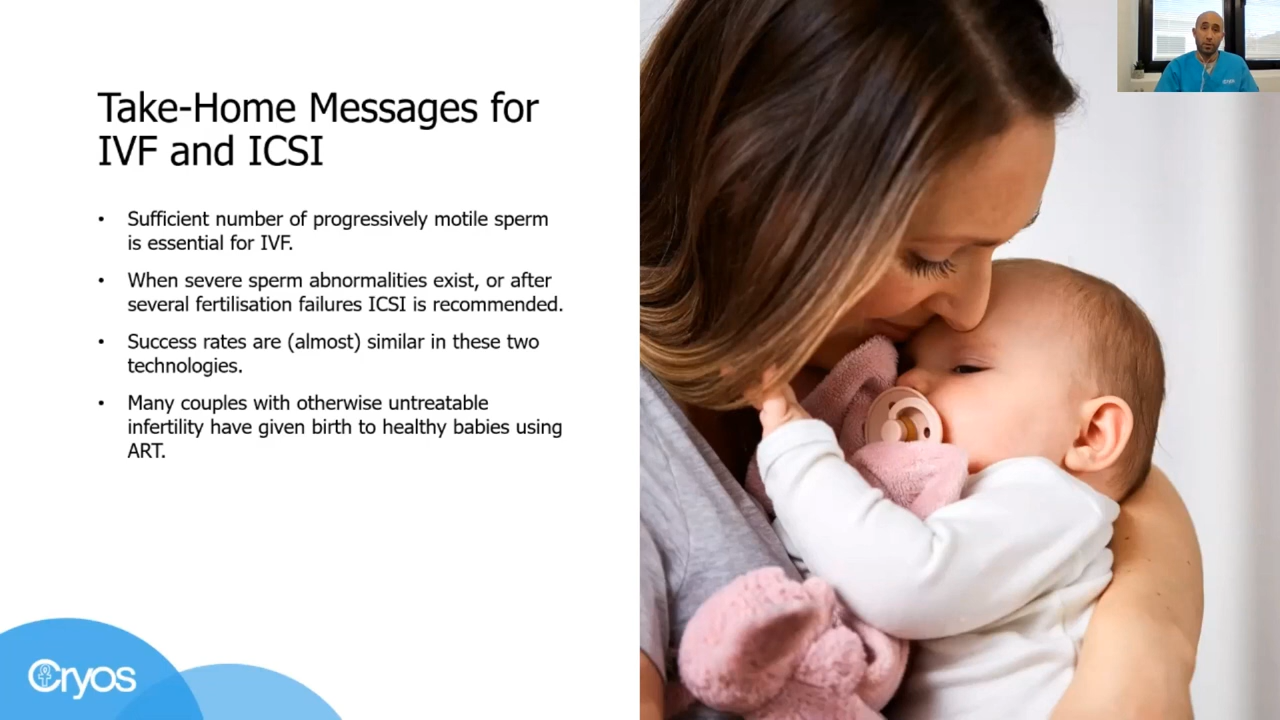 Take-Home Messages for
IVF and ICSI
• Sufficient number of progressively motile sperm
is essential for IVF.
• When severe sperm abnormalities exist, or after
several fertilisation failures ICSI is recommended.
• Success rates are (almost) similar in these two
technologies.
• Many couples with otherwise untreatable
infertility have given birth to healthy babies using
ART.
Cryos